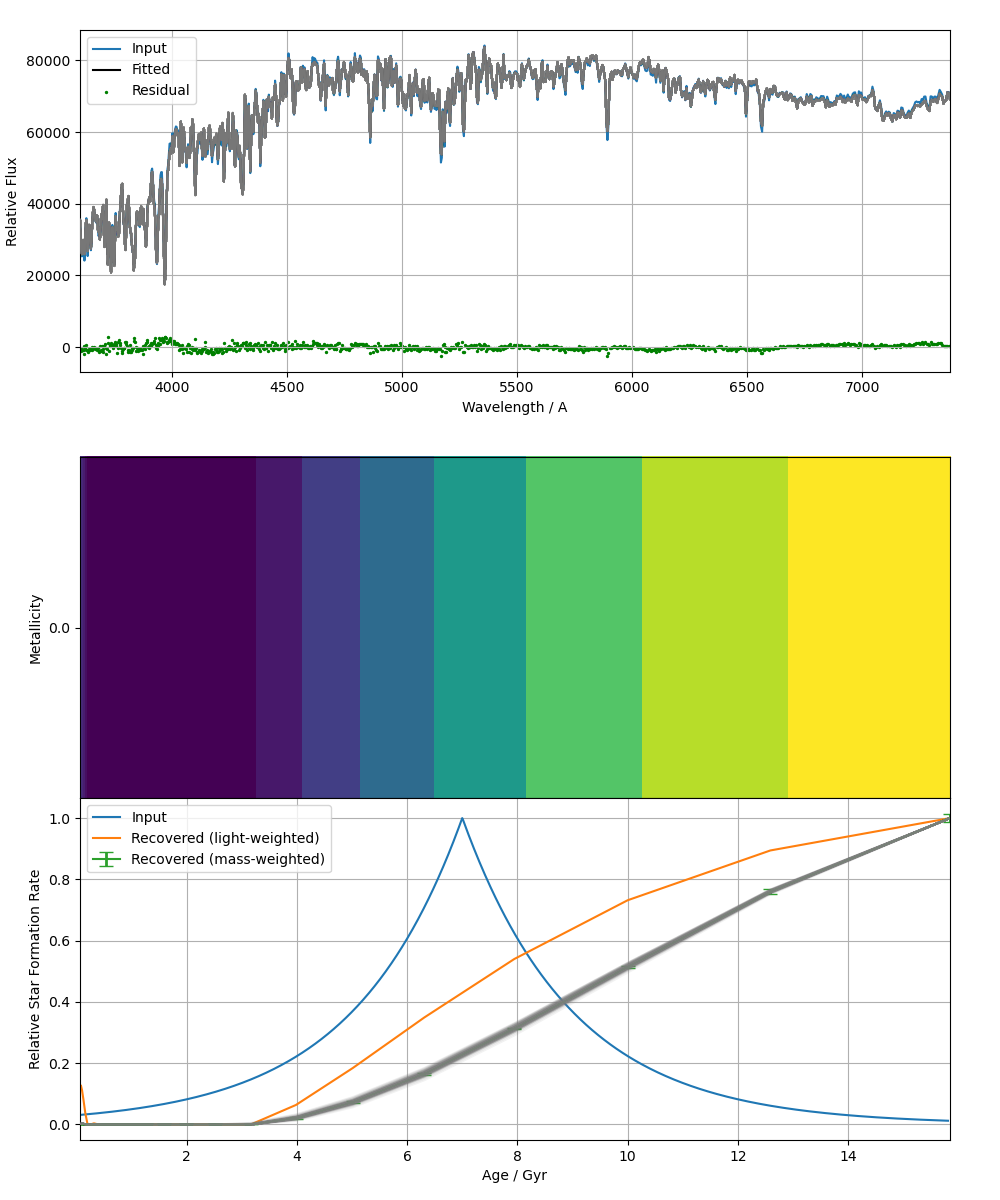 80000
60000
40000
20000
0
Relative Flux
Input
Fitted
Residual
4000
4500
5000
5500
6000
6500
7000
Wavelength / A
Metallicity
0.0
1.0
0.8
0.6
0.4
0.2
0.0
Relative Star Formation Rate
Input
Recovered (light-weighted)
Recovered (mass-weighted)
2
4
6
8
10
12
14
Age / Gyr